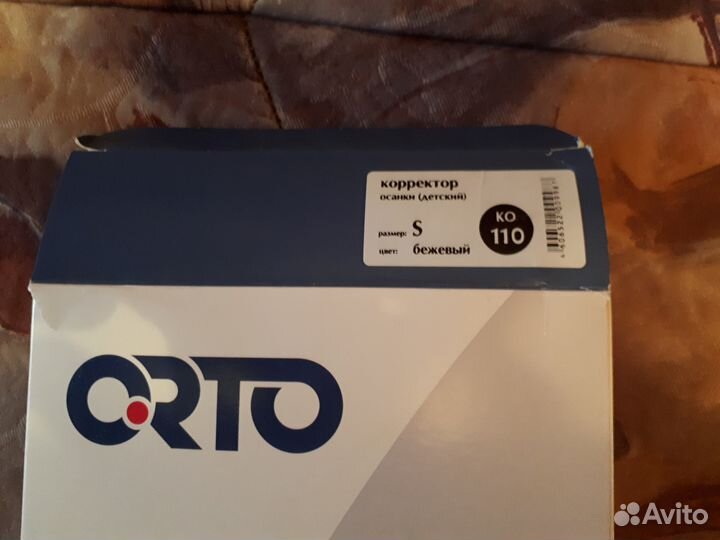 корректор
осанки (детский)
размер: S
цвет: бежевый
КО
110
ORTO
Avito